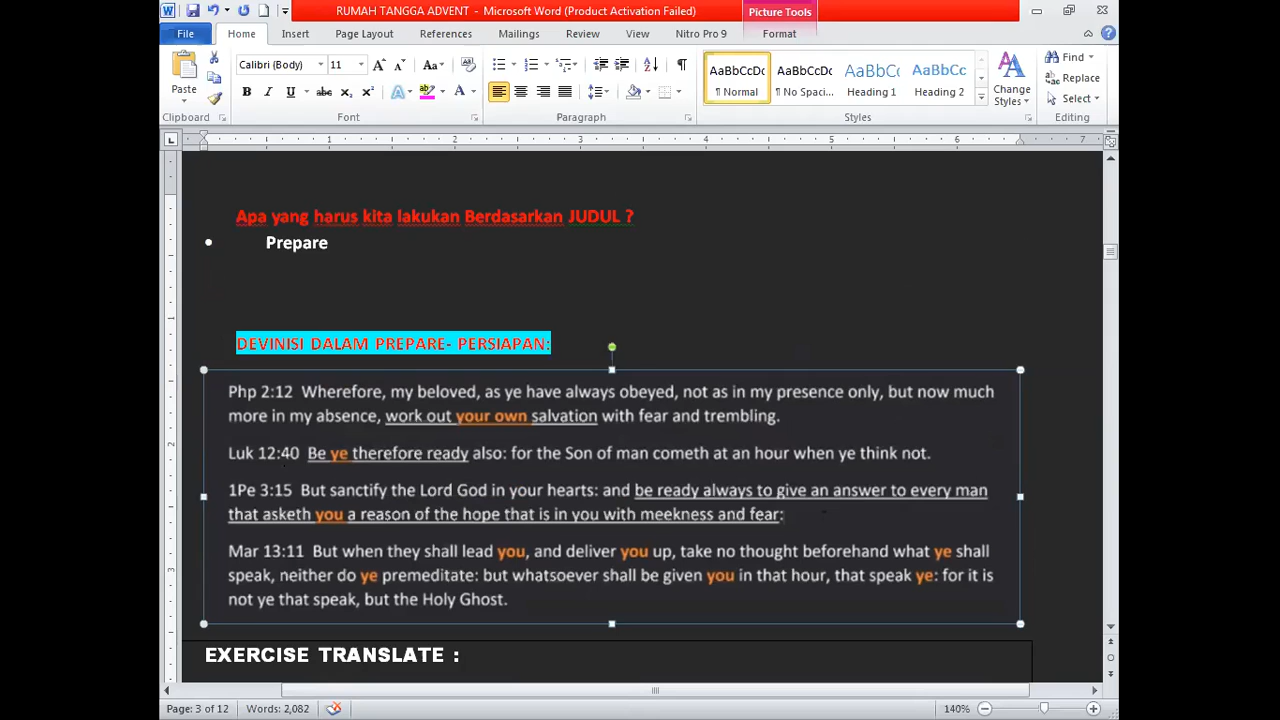 RUMAH TANGGA ADVENT - Microsoft Word (Product Activation Failed)
Picture Tools
File Home Insert Page Layout References Mailings Review View Nitro Pro 9 Format
Calibri (Body) 11
Paste
Clipboard Font Paragraph Styles Editing
AaBbCcDc AaBbCcDc AaBbCc AaBbCc
¶ Normal ¶ No Spaci... Heading 1 Heading 2
Change Styles
Find
Replace
Select
1 2 3 4 5 6 7
Apa yang harus kita lakukan Berdasarkan JUDUL ?
• Prepare
DEVINISI DALAM PREPARE- PERSIAPAN:
Php 2:12 Wherefore, my beloved, as ye have always obeyed, not as in my presence only, but now much
more in my absence, work out your own salvation with fear and trembling.
Luk 12:40 Be ye therefore ready also: for the Son of man cometh at an hour when ye think not.
1Pe 3:15 But sanctify the Lord God in your hearts: and be ready always to give an answer to every man
that asketh you a reason of the hope that is in you with meekness and fear:
Mar 13:11 But when they shall lead you, and deliver you up, take no thought beforehand what ye shall
speak, neither do ye premeditate: but whatsoever shall be given you in that hour, that speak ye: for it is
not ye that speak, but the Holy Ghost.
EXERCISE TRANSLATE :
Page: 3 of 12 Words: 2,082 140%